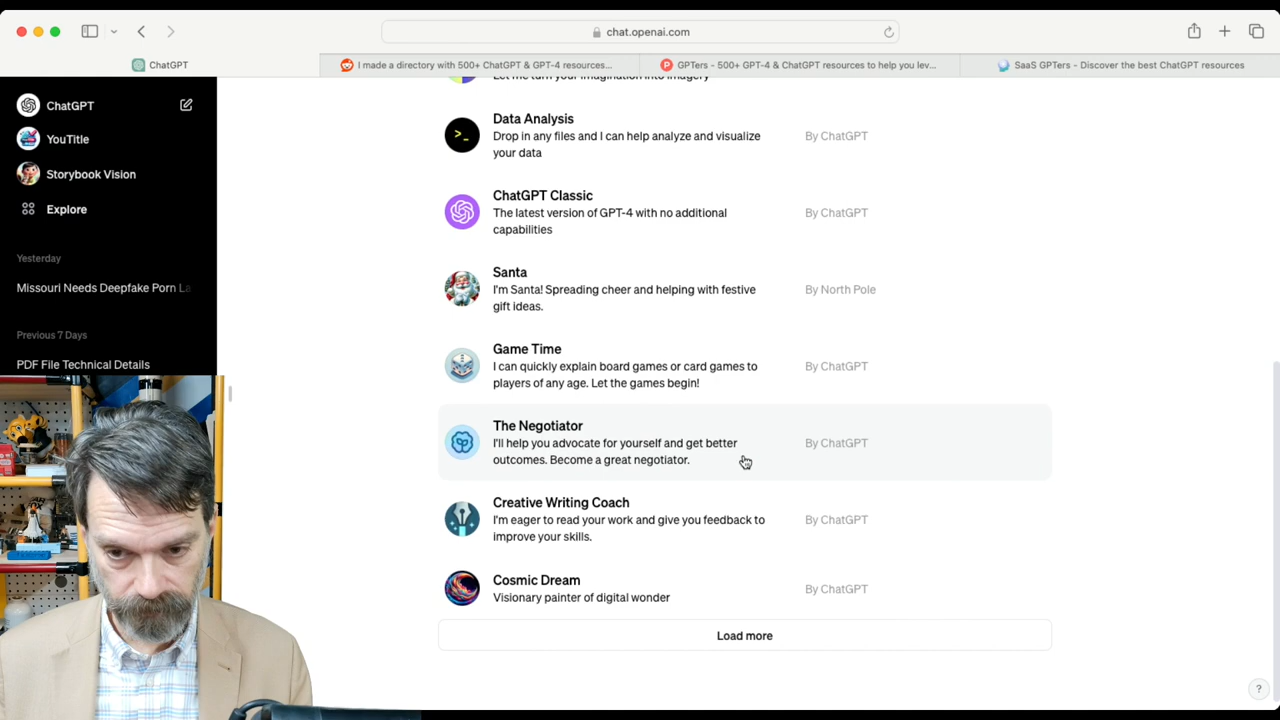 chat.openai.com
ChatGPT
I made a directory with 500+ ChatGPT & GPT-4 resources...
GPTers - 500+ GPT-4 & ChatGPT resources to help you lev...
SaaS GPTers - Discover the best ChatGPT resources
ChatGPT
YouTitle
Storybook Vision
Explore
Yesterday
Missouri Needs Deepfake Porn La
Previous 7 Days
PDF File Technical Details
Let me turn your imagination into imagery
Data Analysis
Drop in any files and I can help analyze and visualize
your data
By ChatGPT
ChatGPT Classic
The latest version of GPT-4 with no additional
capabilities
By ChatGPT
Santa
I'm Santa! Spreading cheer and helping with festive
gift ideas.
By North Pole
Game Time
I can quickly explain board games or card games to
players of any age. Let the games begin!
By ChatGPT
The Negotiator
I'll help you advocate for yourself and get better
outcomes. Become a great negotiator.
By ChatGPT
Creative Writing Coach
I'm eager to read your work and give you feedback to
improve your skills.
By ChatGPT
Cosmic Dream
Visionary painter of digital wonder
By ChatGPT
Load more
?